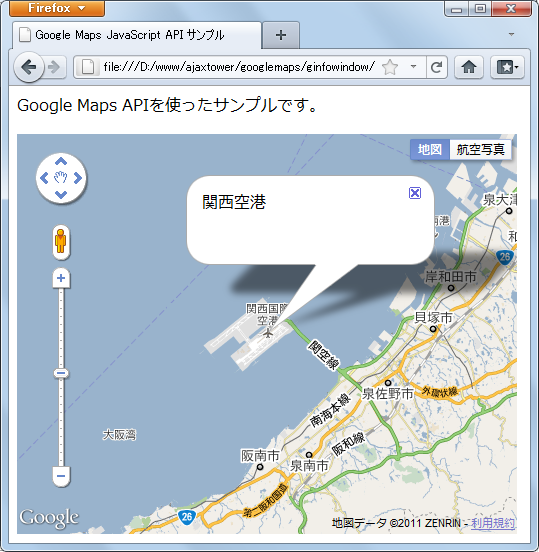 Firefox
Google Maps JavaScript API サンプル
file:///D:/www/ajaxtower/googlemaps/ginfowindow/
Google Maps APIを使ったサンプルです。
地図 航空写真
関西空港
泉大津
岸和田市
26
貝塚市
関西国際
空港
関空線
泉佐野市
外環状線
南海本線
大阪湾
阪和線
阪南市
泉南市
第二阪和国道
26
Google
地図データ ©2011 ZENRIN - 利用規約